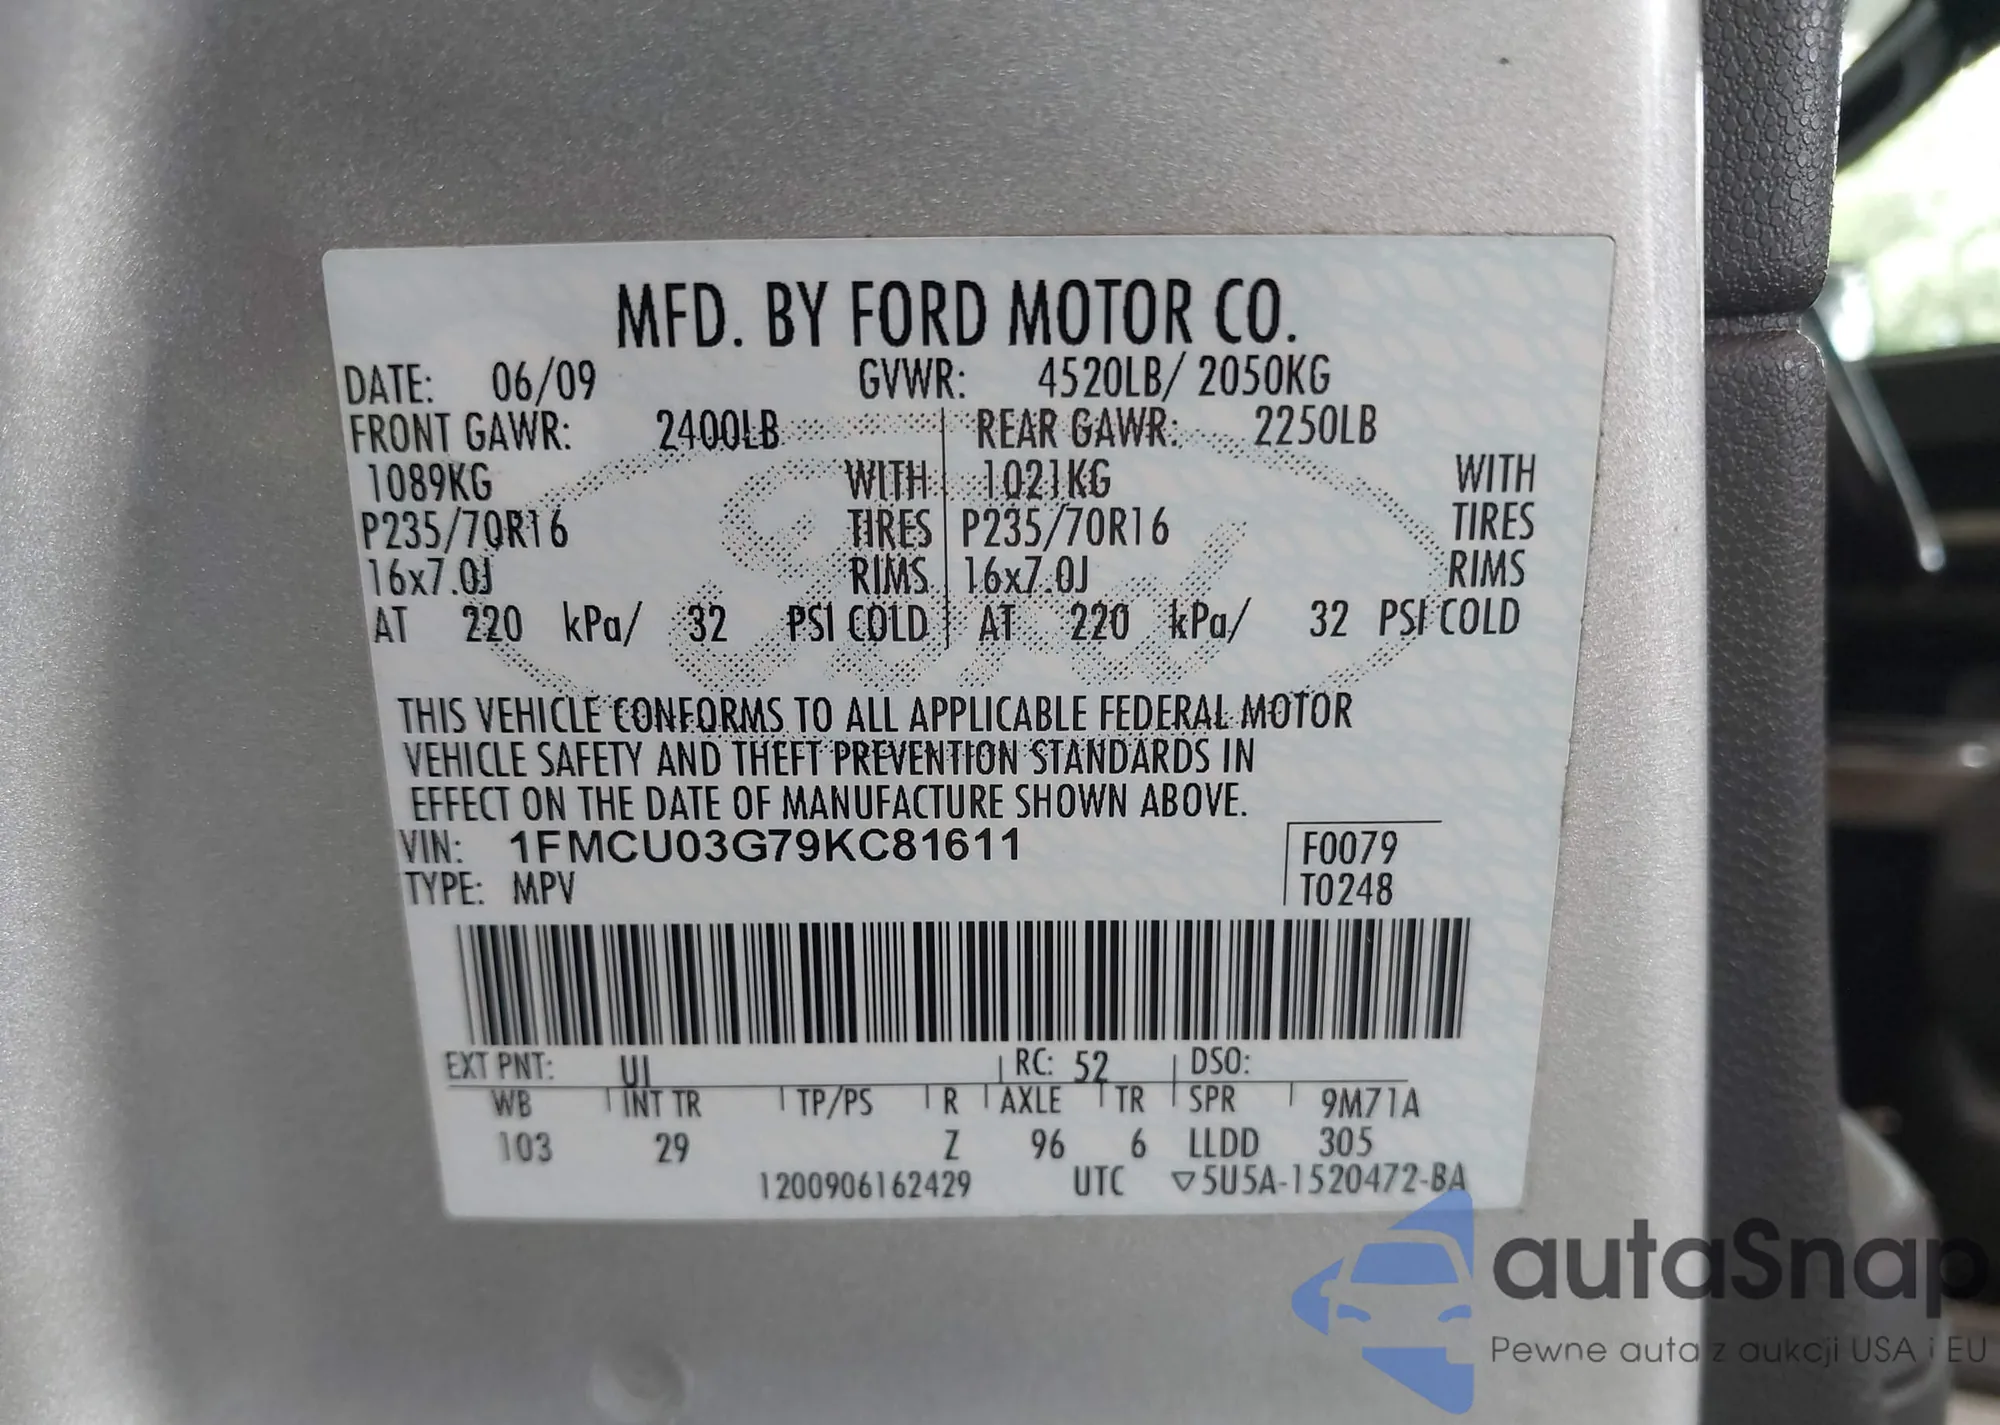 MFD. BY FORD MOTOR CO.
DATE: 06/09 GVWR: 4520LB/ 2050KG
FRONT GAWR: 2400LB REAR GAWR: 2250LB
1089KG WITH 1021KG WITH
P235/70R16 TIRES P235/70R16 TIRES
16x7.0J RIMS 16x7.0J RIMS
AT 220 kPa/ 32 PSI COLD AT 220 kPa/ 32 PSI COLD
THIS VEHICLE CONFORMS TO ALL APPLICABLE FEDERAL MOTOR
VEHICLE SAFETY AND THEFT PREVENTION STANDARDS IN
EFFECT ON THE DATE OF MANUFACTURE SHOWN ABOVE.
VIN: 1FMCU03G79KC81611 F0079
TYPE: MPV T0248
EXT PNT: UI RC: 52 DSO:
WB INT TR TP/PS R AXLE TR SPR 9M71A
103 29 Z 96 6 LLDD 305
1200906162429 UTC ▽5U5A-1520472-BA
autaSnap
Pewne auta z aukcji USA i EU